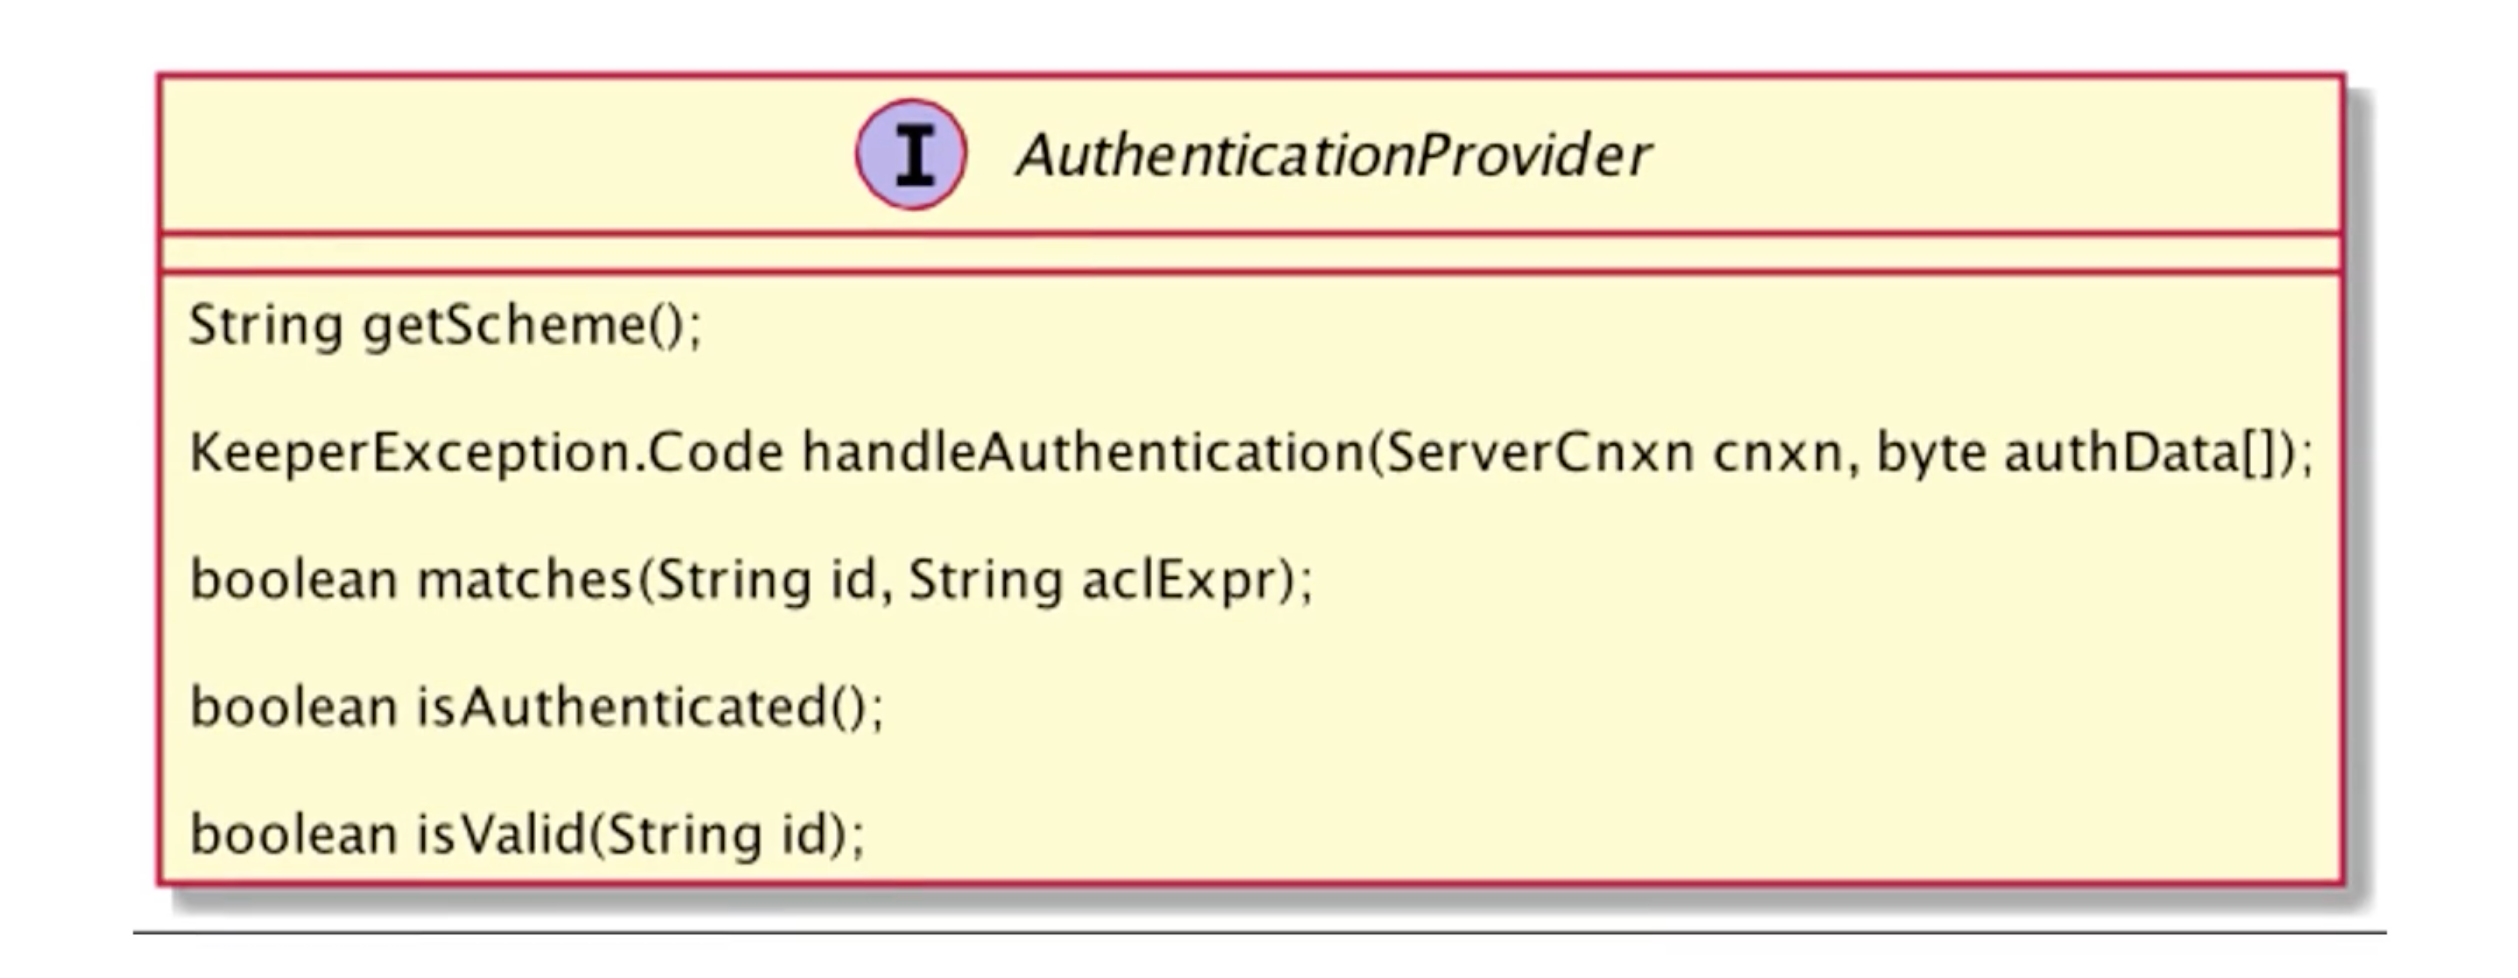 I AuthenticationProvider
String getScheme();
KeeperException.Code handleAuthentication(ServerCnxn cnxn, byte authData[]);
boolean matches(String id, String aclExpr);
boolean isAuthenticated();
boolean isValid(String id);